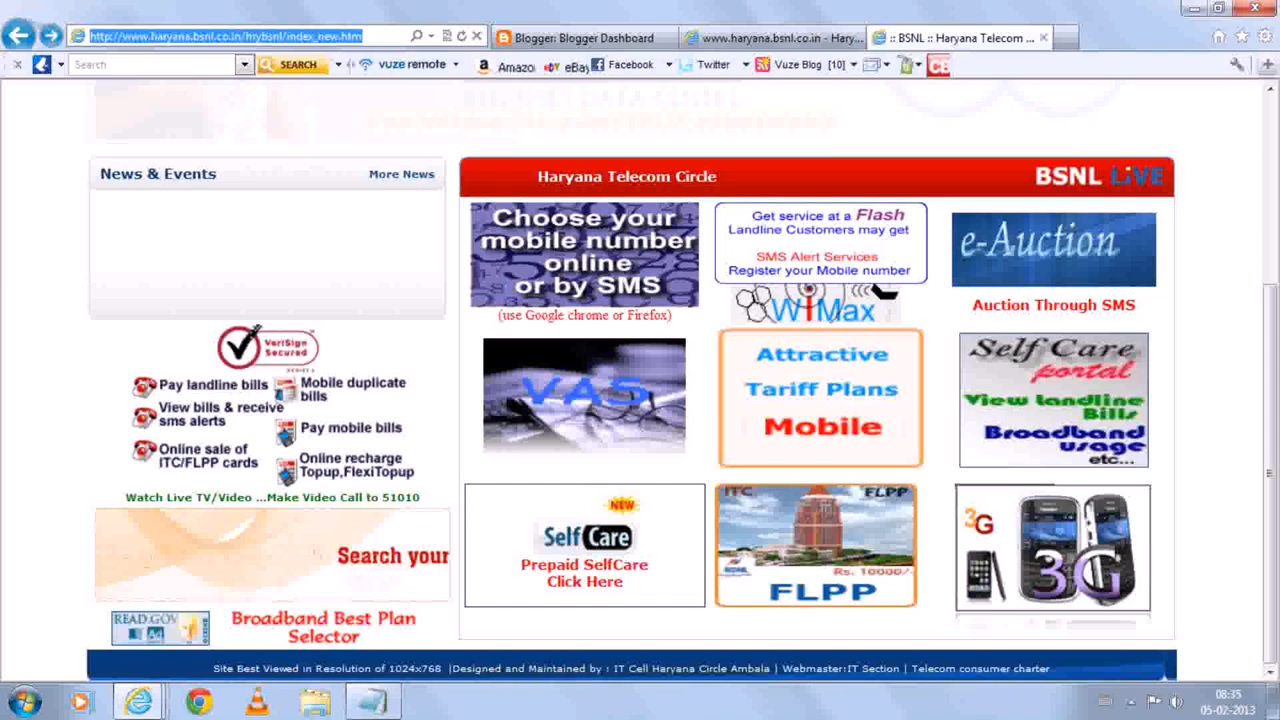 http://www.haryana.bsnl.co.in/hrybsnl/index_new.htm
Blogger: Blogger Dashboard
www.haryana.bsnl.co.in - Hary...
:: BSNL :: Haryana Telecom ...
Search
SEARCH
vuze remote
Amazo
eBay
Facebook
Twitter
Vuze Blog [10]
News & Events
More News
VeriSign
Secured
Pay landline bills
Mobile duplicate
bills
View bills & receive
sms alerts
Pay mobile bills
Online sale of
ITC/FLPP cards
Online recharge
Topup,FlexiTopup
Watch Live TV/Video ...Make Video Call to 51010
Search your
READ.GOV
Broadband Best Plan
Selector
Haryana Telecom Circle
BSNL LiVE
Choose your
mobile number
online
or by SMS
(use Google chrome or Firefox)
Get service at a Flash
Landline Customers may get
SMS Alert Services
Register your Mobile number
WiMax
e-Auction
Auction Through SMS
VAS
Attractive
Tariff Plans
Mobile
Self Care
portal
View landline
Bills
Broadband
usage
etc...
NEW
Self Care
Prepaid SelfCare
Click Here
ITC FLPP
BSNL
Rs. 10000/-
FLPP
3G
3G
Site Best Viewed in Resolution of 1024x768 |Designed and Maintained by : IT Cell Haryana Circle Ambala | Webmaster:IT Section | Telecom consumer charter
08:35
05-02-2013